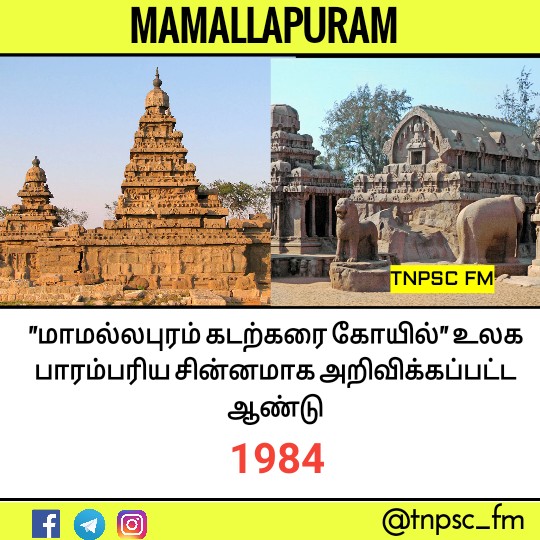 MAMALLAPURAM
TNPSC FM
"மாமல்லபுரம் கடற்கரை கோயில்" உலக
பாரம்பரிய சின்னமாக அறிவிக்கப்பட்ட
ஆண்டு
1984
@tnpsc_fm